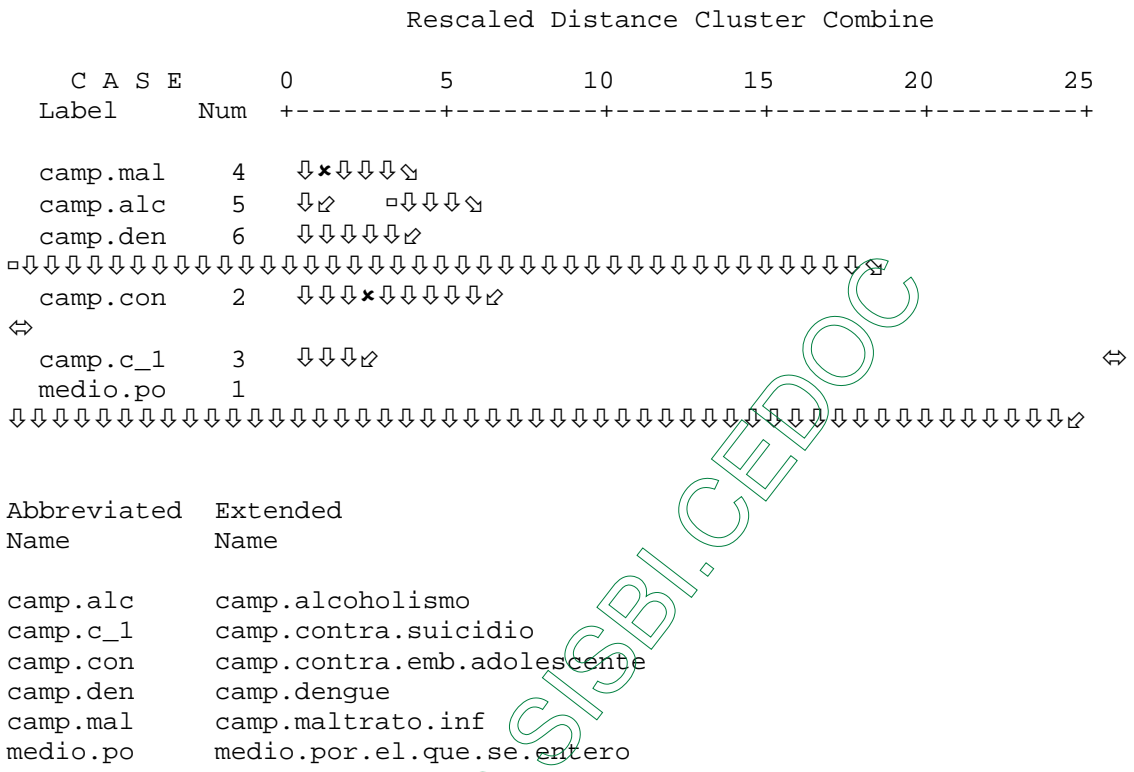 Rescaled Distance Cluster Combine
C A S E 0 5 10 15 20 25
Label Num +---------+---------+---------+---------+---------+
camp.mal 4 ⇩×⇩⇩⇩⬂
camp.alc 5 ⇩⬃ ▫⇩⇩⇩⬂
camp.den 6 ⇩⇩⇩⇩⇩⬃
▫⇩⇩⇩⇩⇩⇩⇩⇩⇩⇩⇩⇩⇩⇩⇩⇩⇩⇩⇩⇩⇩⇩⇩⇩⇩⇩⇩⇩⇩⇩⇩⇩⇩⇩⇩⇩⇩⇩⇩⬂
camp.con 2 ⇩⇩⇩×⇩⇩⇩⇩⇩⬃
⇔
camp.c_1 3 ⇩⇩⇩⬃ ⇔
medio.po 1
⇩⇩⇩⇩⇩⇩⇩⇩⇩⇩⇩⇩⇩⇩⇩⇩⇩⇩⇩⇩⇩⇩⇩⇩⇩⇩⇩⇩⇩⇩⇩⇩⇩⇩⇩⇩⇩⇩⇩⇩⇩⇩⇩⇩⇩⇩⇩⇩⇩⬃
Abbreviated Extended
Name Name
camp.alc camp.alcoholismo
camp.c_1 camp.contra.suicidio
camp.con camp.contra.emb.adolescente
camp.den camp.dengue
camp.mal camp.maltrato.inf
medio.po medio.por.el.que.se.entero
SISBI.CEDOC